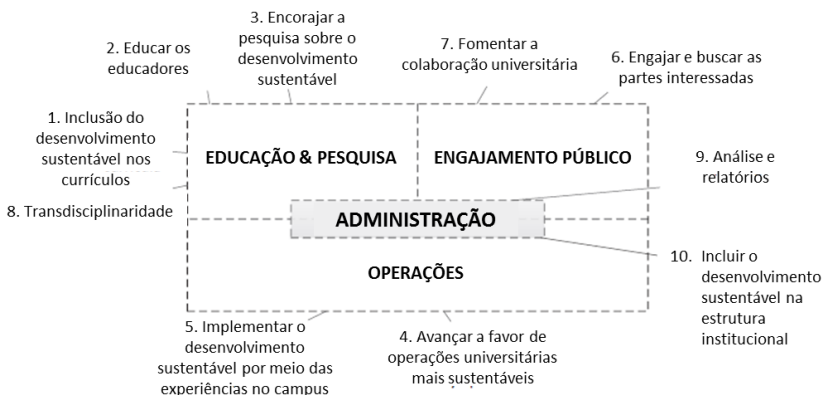 3. Encorajar a
pesquisa sobre o
desenvolvimento
sustentável
2. Educar os
educadores
7. Fomentar a
colaboração universitária
6. Engajar e buscar as
partes interessadas
1. Inclusão do
desenvolvimento
sustentável nos
currículos
EDUCAÇÃO & PESQUISA
ENGAJAMENTO PÚBLICO
9. Análise e
relatórios
8. Transdisciplinaridade
ADMINISTRAÇÃO
OPERAÇÕES
10. Incluir o
desenvolvimento
sustentável na
estrutura
institucional
5. Implementar o
desenvolvimento
sustentável por meio das
experiências no campus
4. Avançar a favor de
operações universitárias
mais sustentáveis